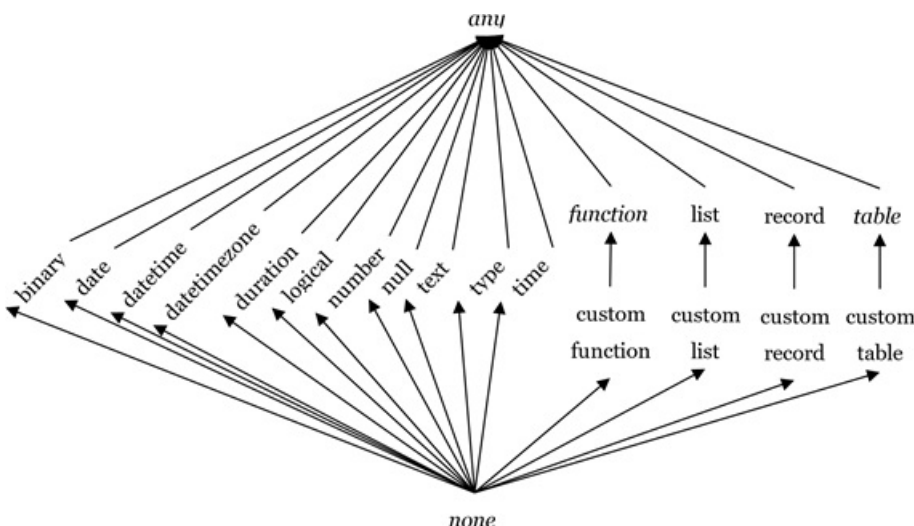 any
binary
date
datetime
datetimezone
duration
logical
number
null
text
type
time
function
list
record
table
custom function
custom list
custom record
custom table
none